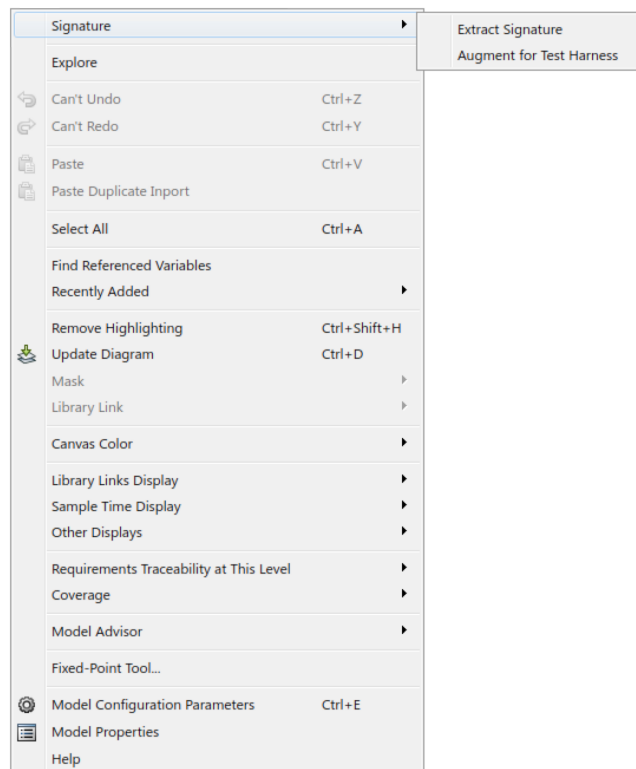 Signature
Extract Signature
Augment for Test Harness
Explore
Can't Undo Ctrl+Z
Can't Redo Ctrl+Y
Paste Ctrl+V
Paste Duplicate Inport
Select All Ctrl+A
Find Referenced Variables
Recently Added
Remove Highlighting Ctrl+Shift+H
Update Diagram Ctrl+D
Mask
Library Link
Canvas Color
Library Links Display
Sample Time Display
Other Displays
Requirements Traceability at This Level
Coverage
Model Advisor
Fixed-Point Tool...
Model Configuration Parameters Ctrl+E
Model Properties
Help